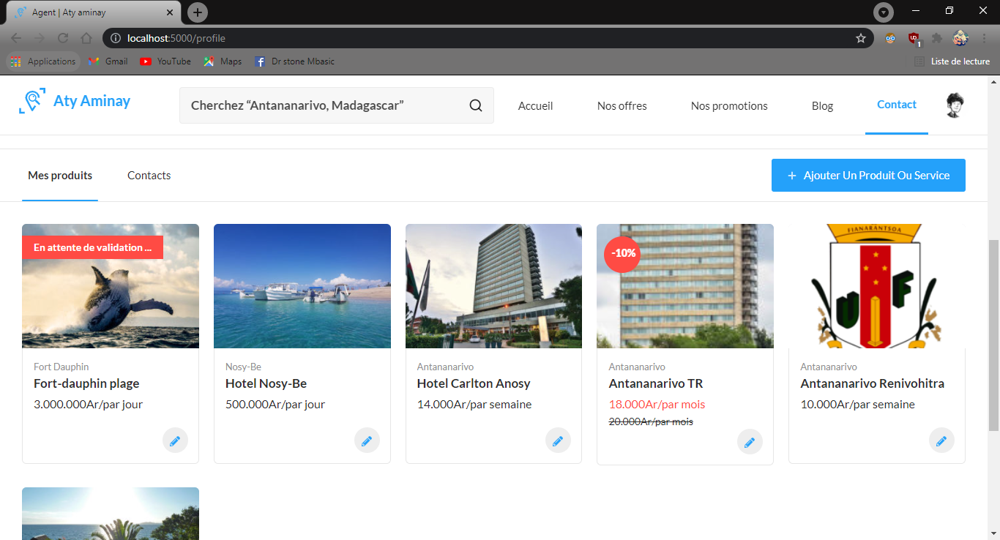 Agent | Aty aminay
localhost:5000/profile
1
Applications
Gmail
YouTube
Maps
Dr stone Mbasic
Liste de lecture
Aty Aminay
Cherchez “Antananarivo, Madagascar”
Accueil
Nos offres
Nos promotions
Blog
Contact
Mes produits
Contacts
+ Ajouter Un Produit Ou Service
En attente de validation ...
Fort Dauphin
Fort-dauphin plage
3.000.000Ar/par jour
Nosy-Be
Hotel Nosy-Be
500.000Ar/par jour
Antananarivo
Hotel Carlton Anosy
14.000Ar/par semaine
-10%
Antananarivo
Antananarivo TR
18.000Ar/par mois
20.000Ar/par mois
FIANARANTSOA
U F
Antananarivo
Antananarivo Renivohitra
10.000Ar/par semaine